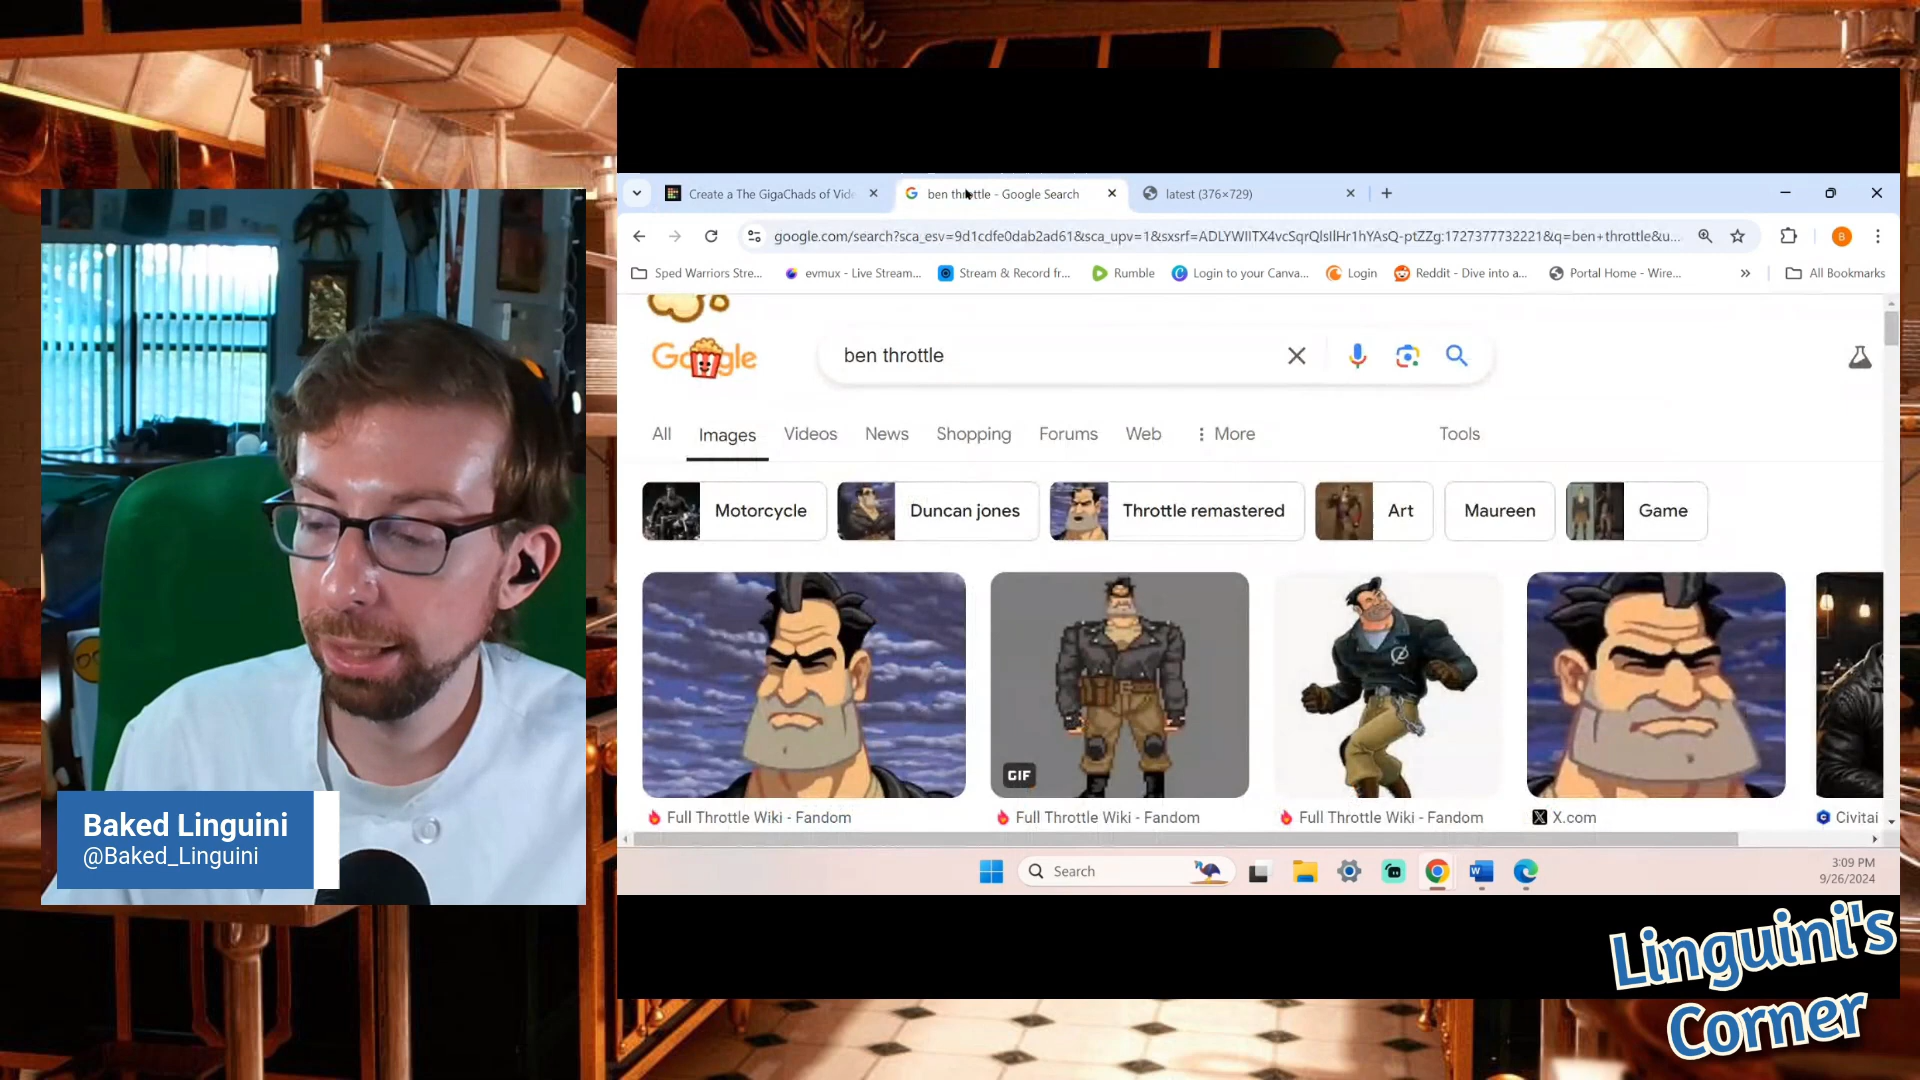 Create a The GigaChads of Vid
ben throttle - Google Search
latest (376×729)
google.com/search?sca_esv=9d1cdfe0dab2ad61&sca_upv=1&sxsrf=ADLYWIITX4vcSqrQlsIlHr1hYAsQ-ptZZg:1727377732221&q=ben+throttle&u...
B
Sped Warriors Stre...
evmux - Live Stream...
Stream & Record fr...
Rumble
Login to your Canva...
Login
Reddit - Dive into a...
Portal Home - Wire...
All Bookmarks
Google
ben throttle
All
Images
Videos
News
Shopping
Forums
Web
More
Tools
Motorcycle
Duncan jones
Throttle remastered
Art
Maureen
Game
GIF
Full Throttle Wiki - Fandom
Full Throttle Wiki - Fandom
Full Throttle Wiki - Fandom
X.com
Civitai
Search
3:09 PM
9/26/2024
Baked Linguini
@Baked_Linguini
Linguini's
Corner